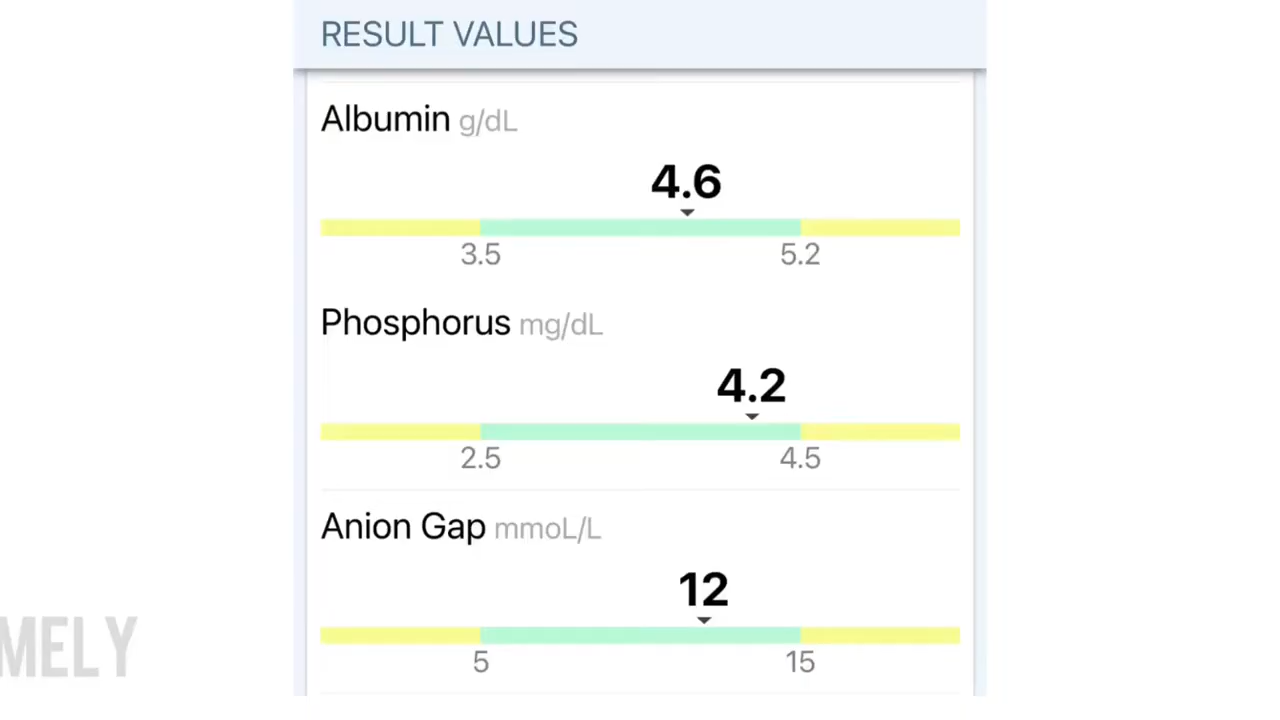 RESULT VALUES
Albumin g/dL
4.6
3.5 5.2
Phosphorus mg/dL
4.2
2.5 4.5
Anion Gap mmoL/L
12
5 15
MELY